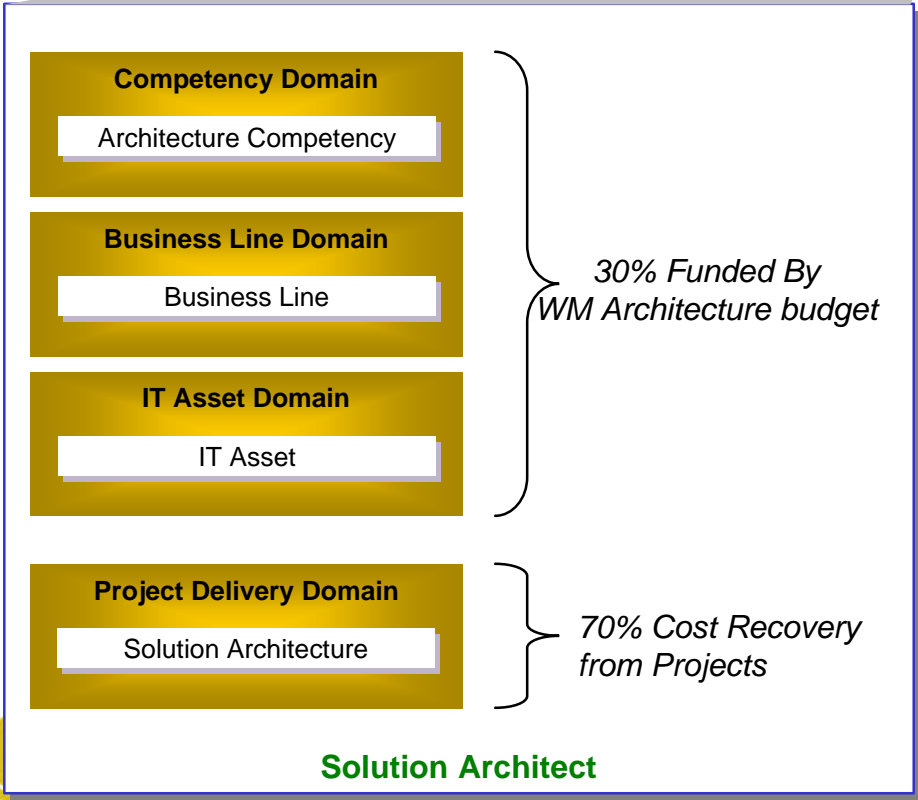 Competency Domain
Architecture Competency
Business Line Domain
Business Line
IT Asset Domain
IT Asset
30% Funded By
WM Architecture budget
Project Delivery Domain
Solution Architecture
70% Cost Recovery
from Projects
Solution Architect